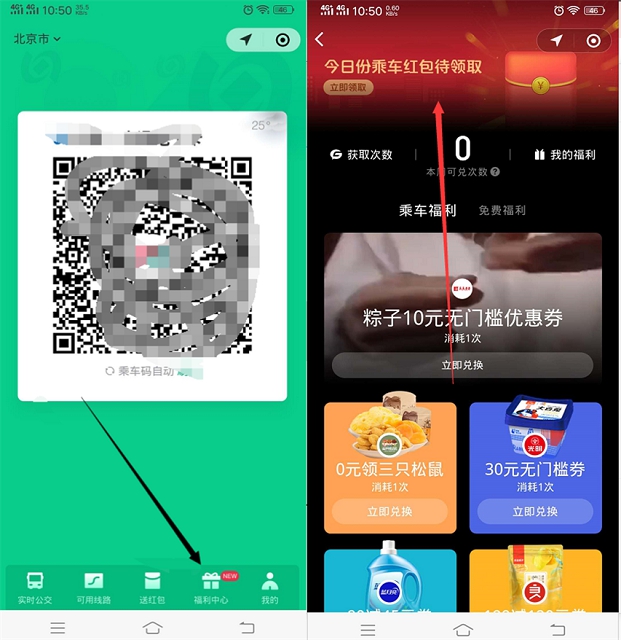 4G 4G 10:50 35.5 KB/s 46
北京市
25°
乘车码自动
NEW
实时公交 可用线路 送红包 福利中心 我的
4G 4G 10:50 0.60 KB/s 46
今日份乘车红包待领取
立即领取
¥
获取次数 0 我的福利
本周可兑次数 ?
乘车福利 免费福利
粽子10元无门槛优惠券
消耗1次
立即兑换
光明
0元领三只松鼠 30元无门槛券
消耗1次 消耗1次
立即兑换 立即兑换
蓝月亮